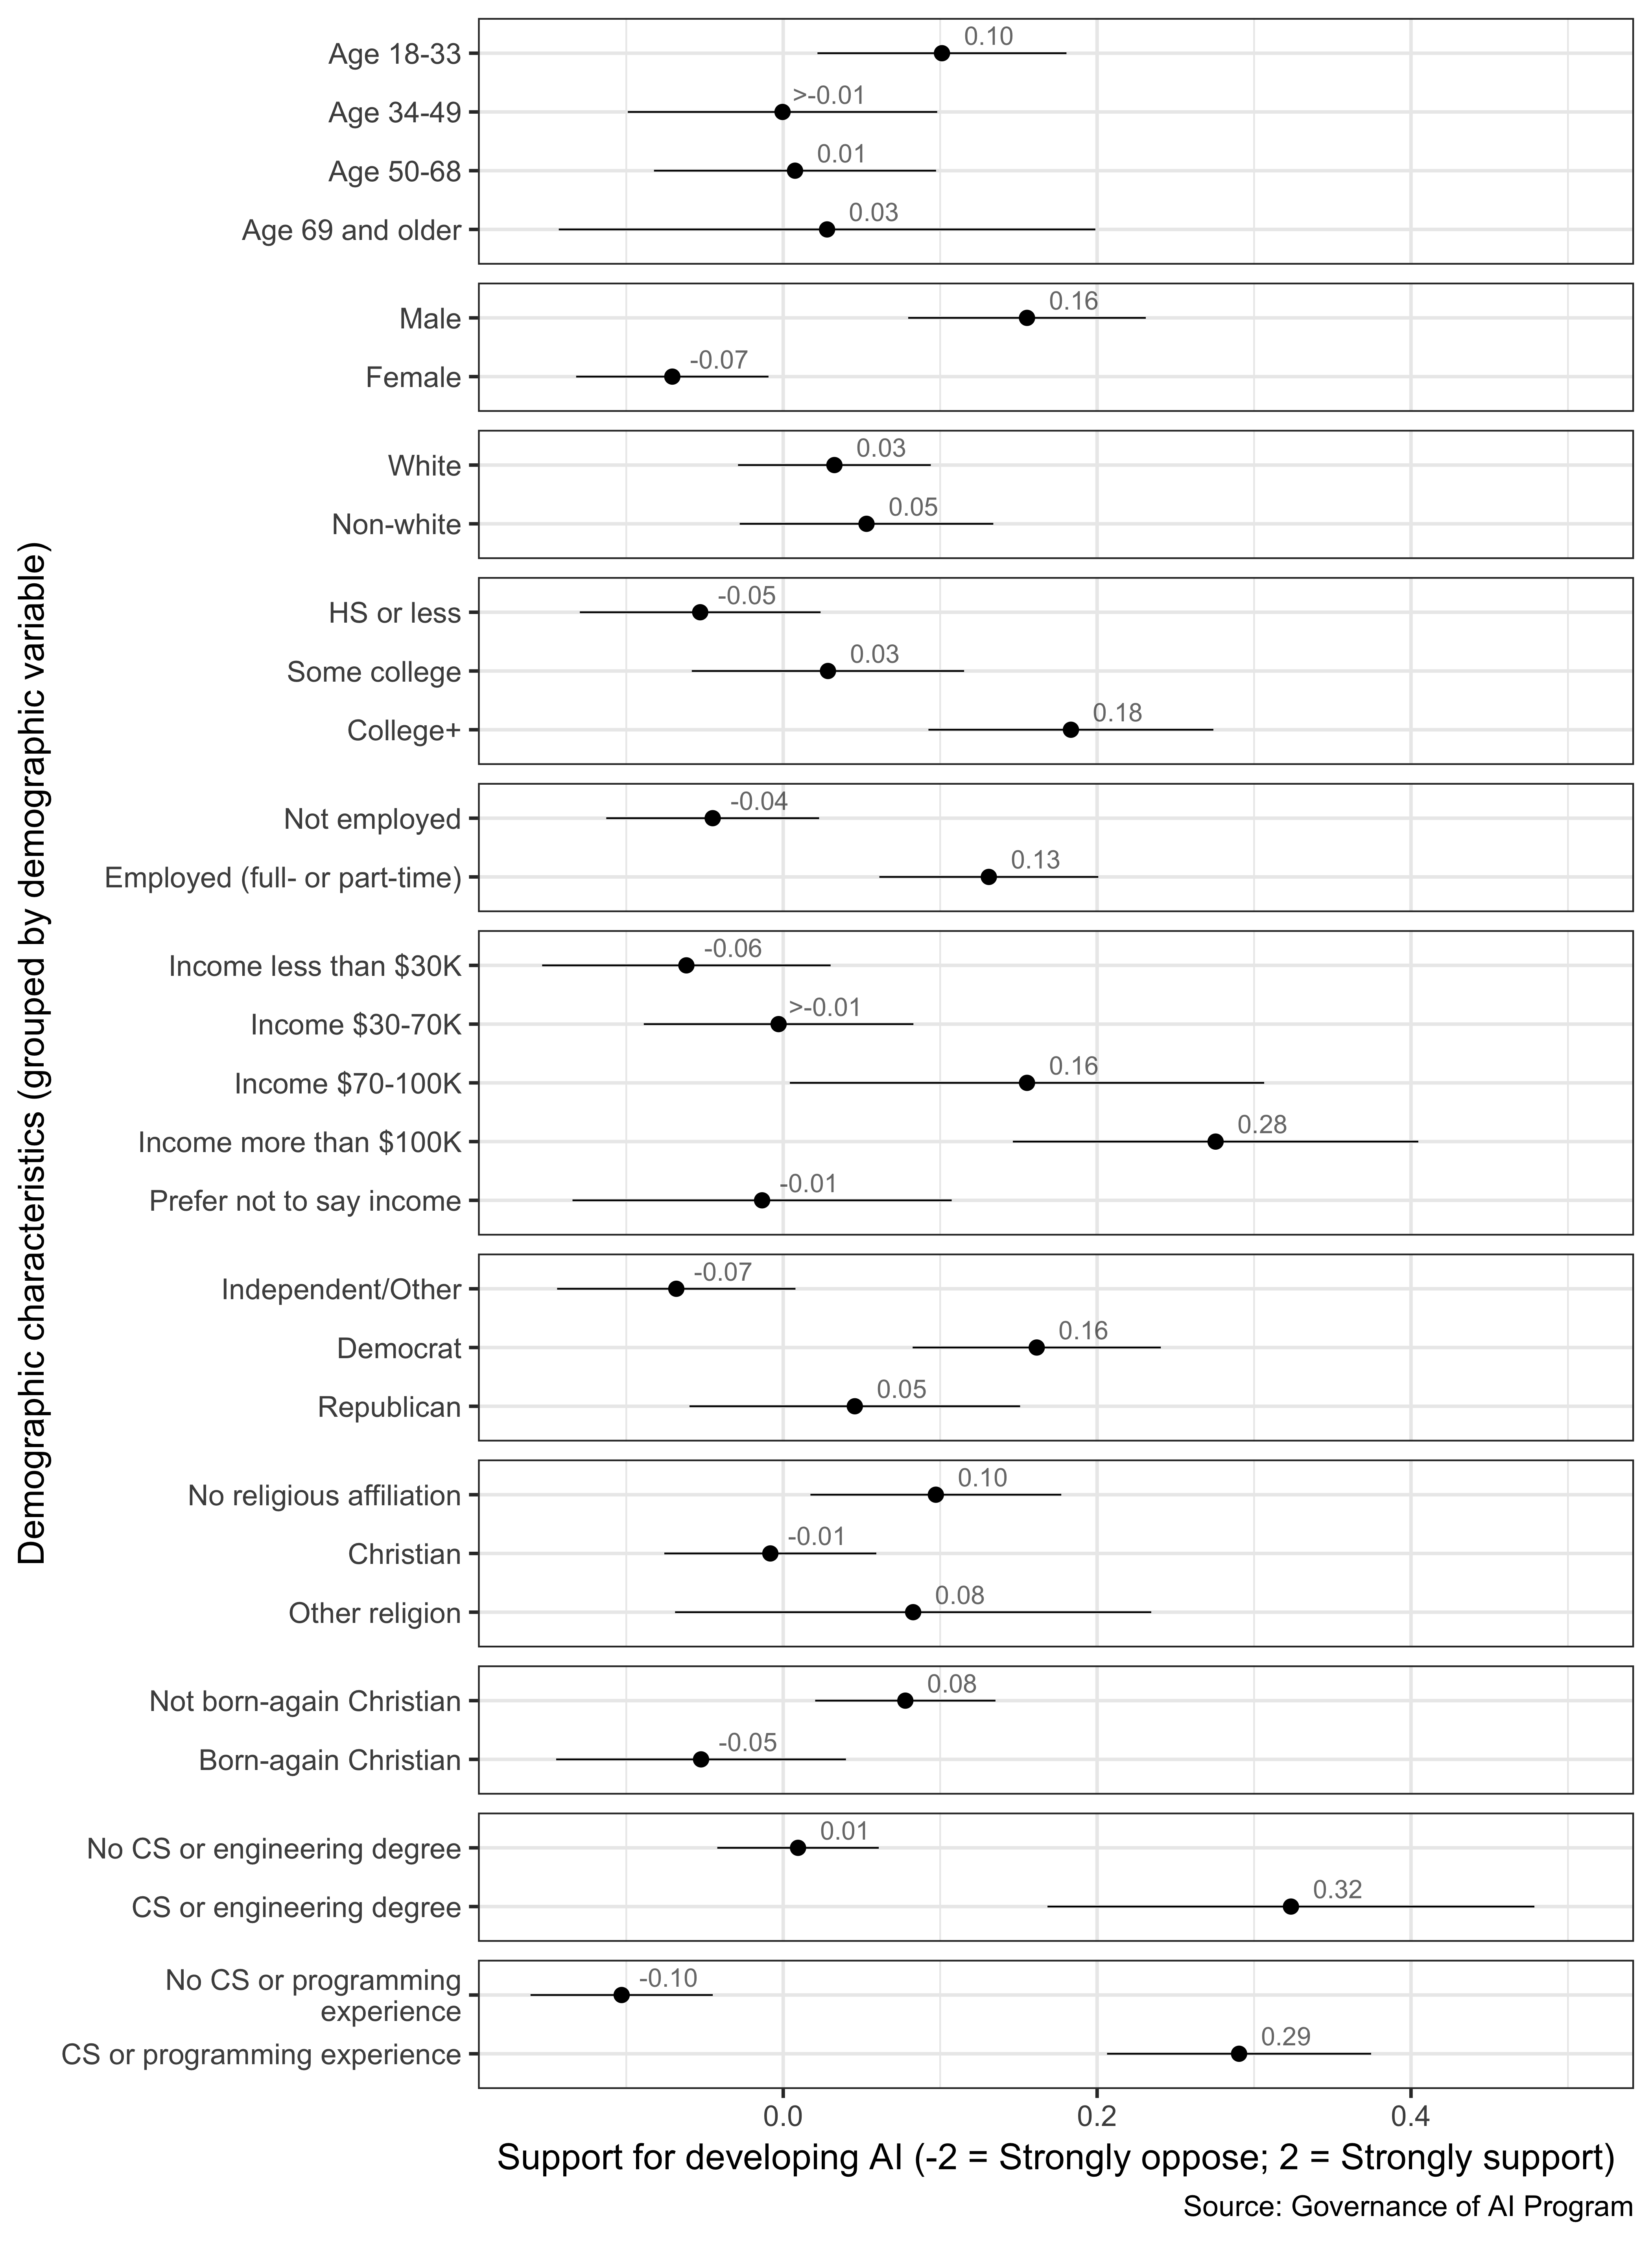 Demographic characteristics (grouped by demographic variable)
Age 18-33
0.10
Age 34-49
>-0.01
Age 50-68
0.01
Age 69 and older
0.03
Male
0.16
Female
-0.07
White
0.03
Non-white
0.05
HS or less
-0.05
Some college
0.03
College+
0.18
Not employed
-0.04
Employed (full- or part-time)
0.13
Income less than $30K
-0.06
Income $30-70K
>-0.01
Income $70-100K
0.16
Income more than $100K
0.28
Prefer not to say income
-0.01
Independent/Other
-0.07
Democrat
0.16
Republican
0.05
No religious affiliation
0.10
Christian
-0.01
Other religion
0.08
Not born-again Christian
0.08
Born-again Christian
-0.05
No CS or engineering degree
0.01
CS or engineering degree
0.32
No CS or programming
experience
-0.10
CS or programming experience
0.29
0.0 0.2 0.4
Support for developing AI (-2 = Strongly oppose; 2 = Strongly support)
Source: Governance of AI Program